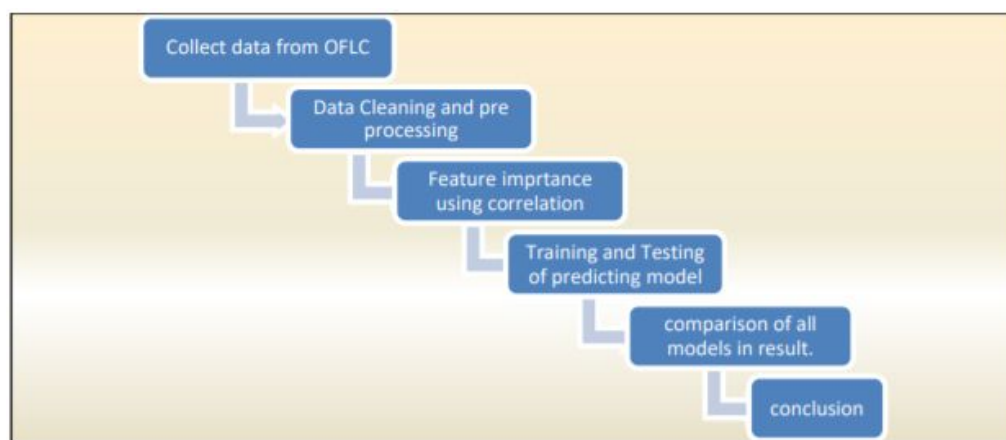 Collect data from OFLC
Data Cleaning and pre
processing
Feature imprtance
using correlation
Training and Testing
of predicting model
comparison of all
models in result.
conclusion